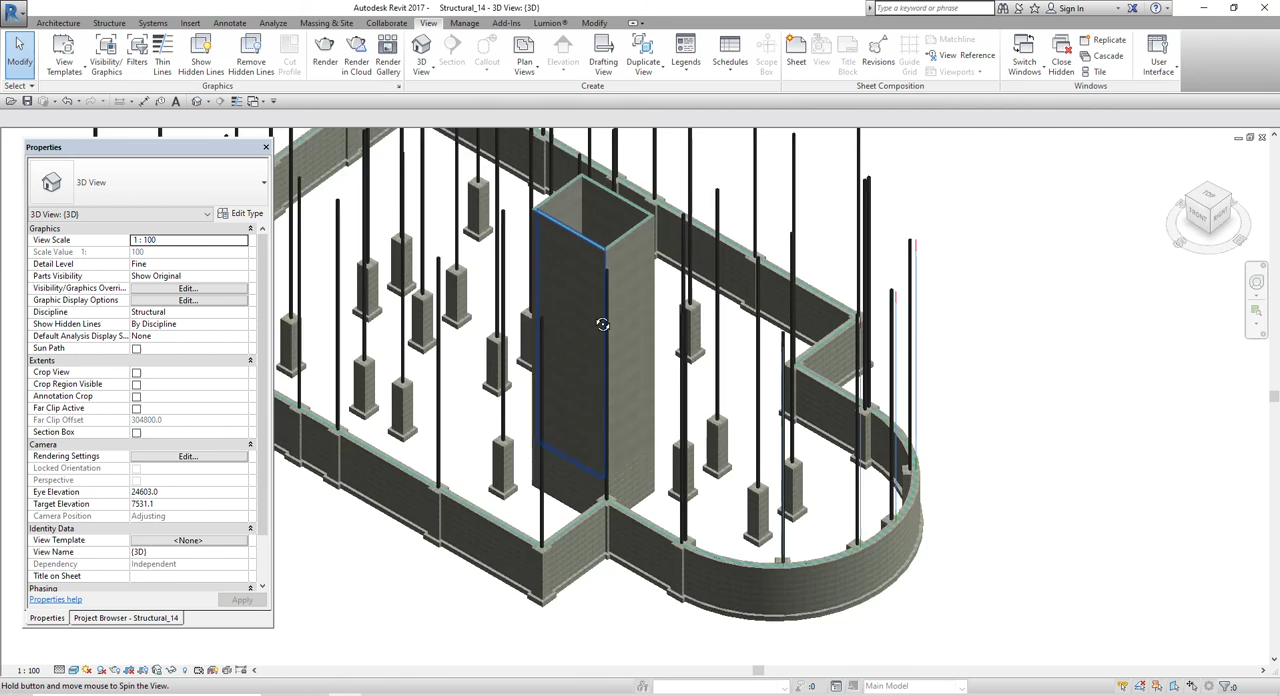 Autodesk Revit 2017 - Structural_14 - 3D View: {3D}
Type a keyword or phrase
Sign In
Architecture Structure Systems Insert Annotate Analyze Massing & Site Collaborate View Manage Add-Ins Lumion® Modify
Modify
View Templates
Visibility/ Graphics
Filters
Thin Lines
Show Hidden Lines
Remove Hidden Lines
Cut Profile
Render
Render in Cloud
Render Gallery
3D View
Section
Callout
Plan Views
Elevation
Drafting View
Duplicate View
Legends
Schedules
Scope Box
Sheet
View
Title Block
Revisions
Guide Grid
Matchline
View Reference
Viewports
Switch Windows
Close Hidden
Replicate
Cascade
Tile
User Interface
Select Graphics Create Sheet Composition Windows
Properties
3D View
3D View: {3D} Edit Type
Graphics
View Scale 1 : 100
Scale Value 1: 100
Detail Level Fine
Parts Visibility Show Original
Visibility/Graphics Overri... Edit...
Graphic Display Options Edit...
Discipline Structural
Show Hidden Lines By Discipline
Default Analysis Display S... None
Sun Path
Extents
Crop View
Crop Region Visible
Annotation Crop
Far Clip Active
Far Clip Offset 304800.0
Section Box
Camera
Rendering Settings Edit...
Locked Orientation
Perspective
Eye Elevation 24603.0
Target Elevation 7531.1
Camera Position Adjusting
Identity Data
View Template <None>
View Name {3D}
Dependency Independent
Title on Sheet
Phasing
Properties help Apply
Properties Project Browser - Structural_14
TOP
FRONT
RIGHT
1 : 100
Hold button and move mouse to Spin the View.
:0
Main Model
:0